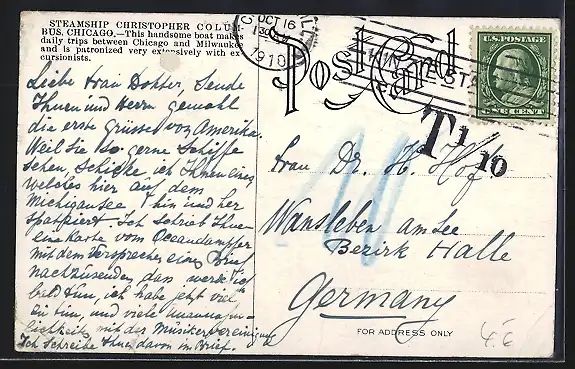 STEAMSHIP CHRISTOPHER COLUM-
BUS, CHICAGO.—This handsome boat makes
daily trips between Chicago and Milwaukee
and is patronized very extensively with ex
cursionists.
OCT 16
1910
Post Card
U.S. POSTAGE
ONE CENT
T 1/10
Liebe Frau Doktor, Sende
Ihnen und Herrn Gemahl
die erste Grüsse von Amerika.
Weil Sie so gerne Schiffe
sehen, schicke ich Ihnen eines
welches hier auf dem
Michigansee hin und her
spatziert. Ich schrieb Ihnen
eine Karte vom Oceandampfer
mit dem Versprechen einen Brief
nachzusenden, das werde ich
bald tun, ich habe jetzt viel
zu tun, und viele Unannehm-
lichkeiten mit der Musikervereinigung
Ich schreibe Ihnen davon im Brief.
Frau Dr. H. Hof
Wansleben am See
Bezirk Halle
Germany
FOR ADDRESS ONLY